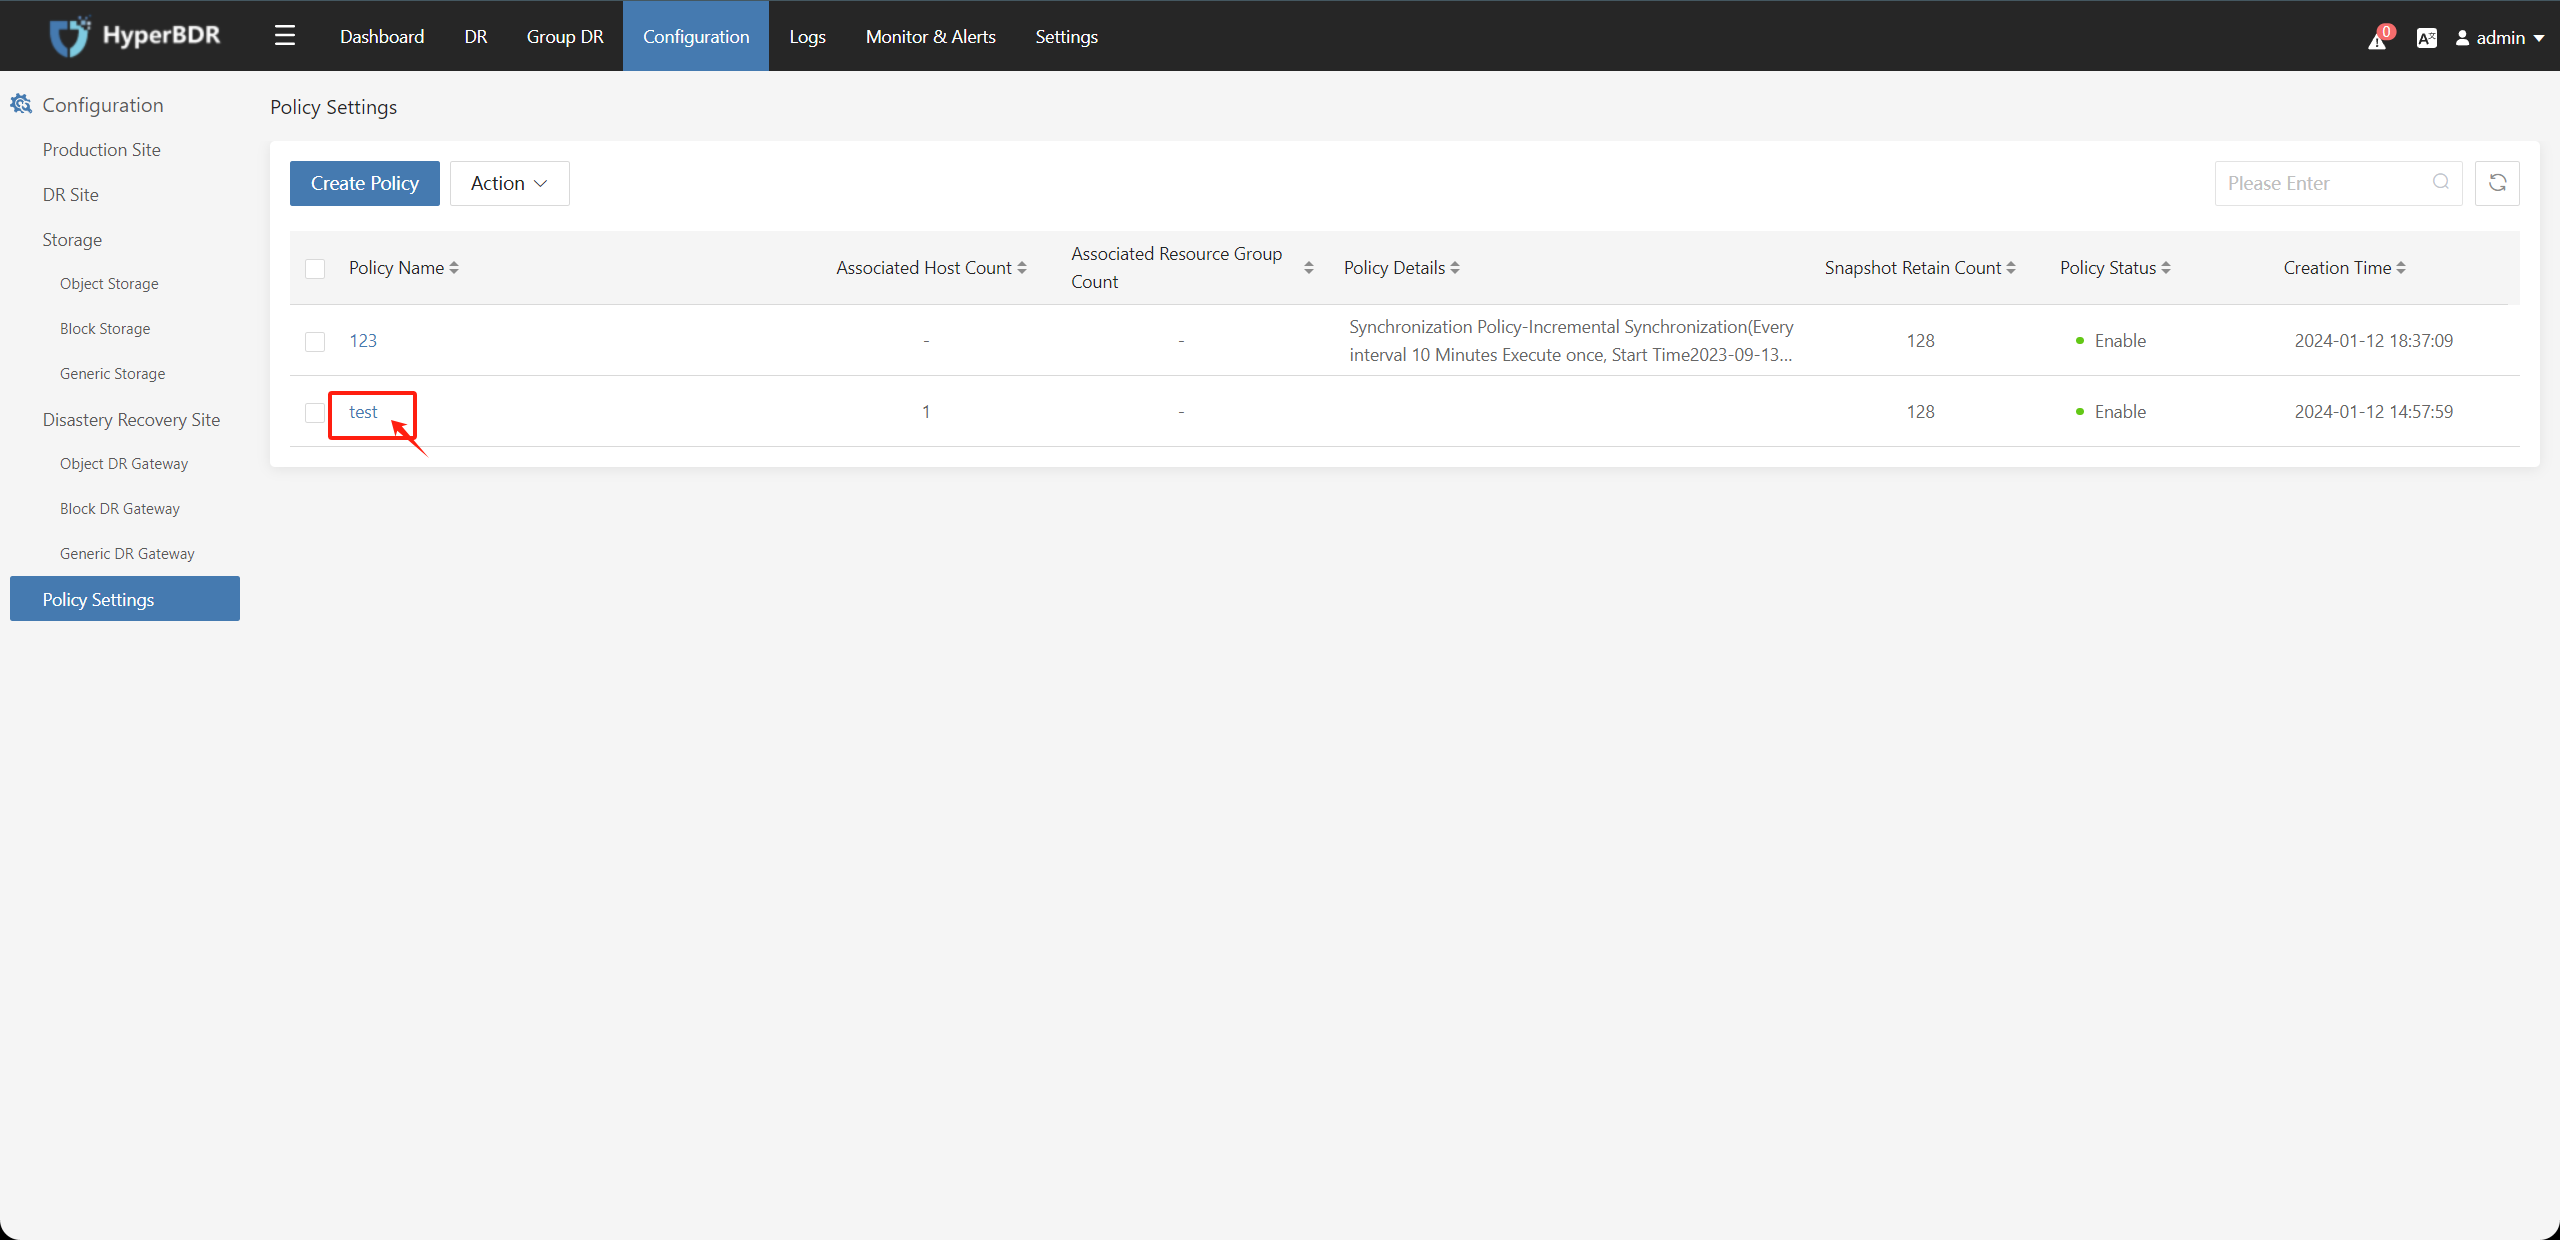 HyperBDR
Dashboard
DR
Group DR
Configuration
Logs
Monitor & Alerts
Settings
0
admin
Configuration
Production Site
DR Site
Storage
Object Storage
Block Storage
Generic Storage
Disastery Recovery Site
Object DR Gateway
Block DR Gateway
Generic DR Gateway
Policy Settings
Policy Settings
Create Policy
Action
Please Enter
Policy Name
Associated Host Count
Associated Resource Group
Count
Policy Details
Snapshot Retain Count
Policy Status
Creation Time
123
-
-
Synchronization Policy-Incremental Synchronization(Every
interval 10 Minutes Execute once, Start Time2023-09-13...
128
Enable
2024-01-12 18:37:09
test
1
-
128
Enable
2024-01-12 14:57:59